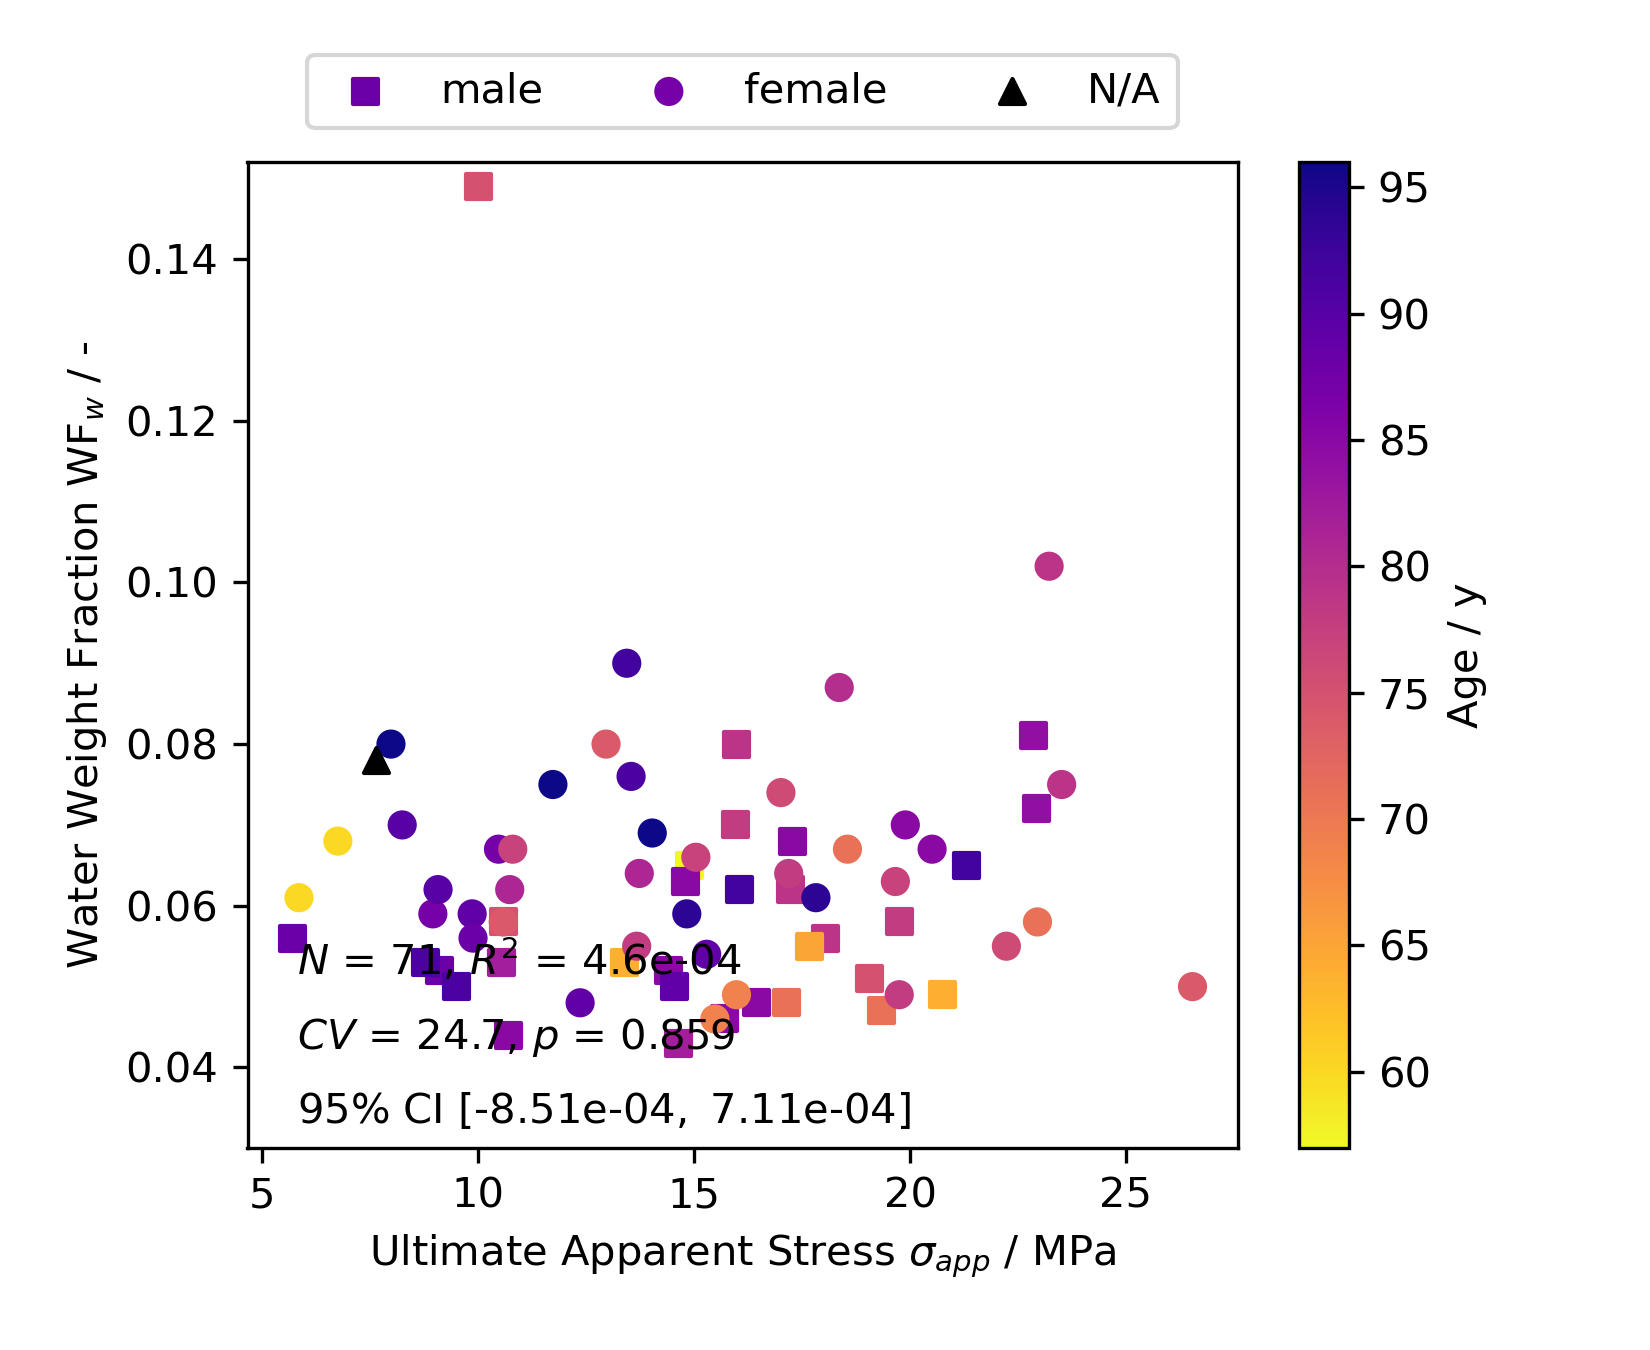 male female N/A
0.14
0.12
0.10
0.08
0.06
0.04
Water Weight Fraction WF_w / -
N = 71, R² = 4.6e-04
CV = 24.7, p = 0.859
95% CI [-8.51e-04, 7.11e-04]
5 10 15 20 25
Ultimate Apparent Stress σ_app / MPa
95
90
85
80
75
70
65
60
Age / y